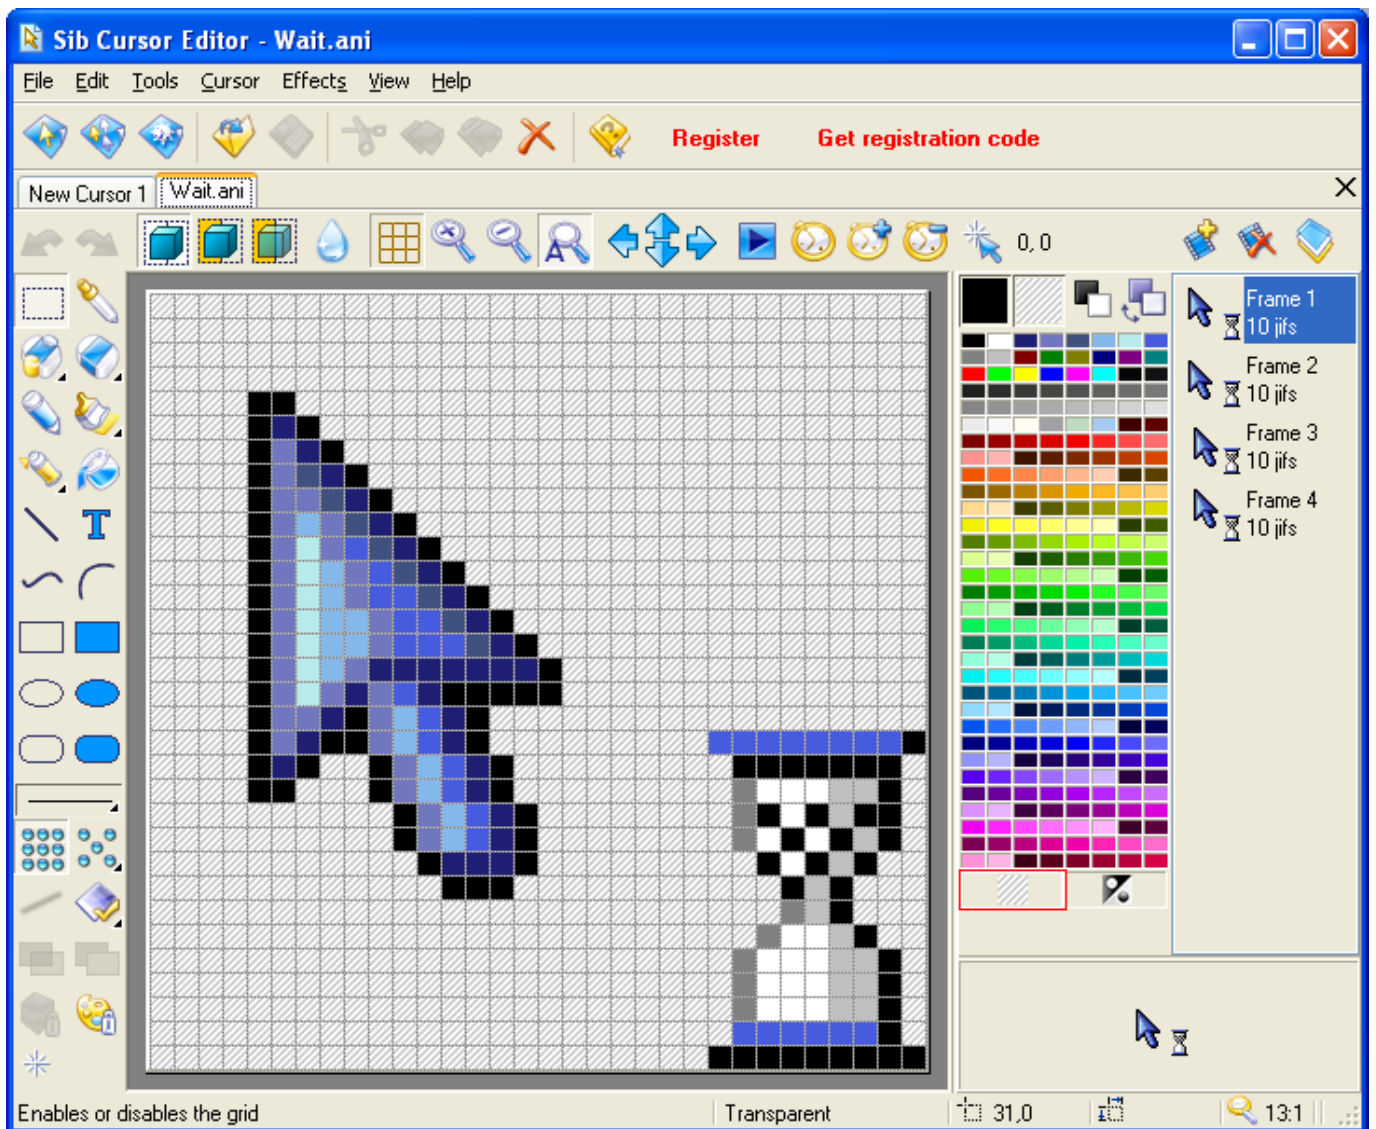 Sib Cursor Editor - Wait.ani
File Edit Tools Cursor Effects View Help
Register Get registration code
New Cursor 1 Wait.ani
0, 0
Frame 1
10 jifs
Frame 2
10 jifs
Frame 3
10 jifs
Frame 4
10 jifs
Enables or disables the grid Transparent 31,0 13:1